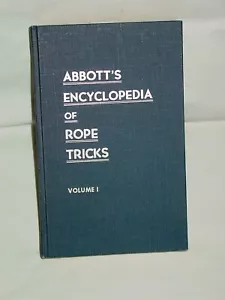 ABBOTT'S
ENCYCLOPEDIA
OF
ROPE
TRICKS
VOLUME I